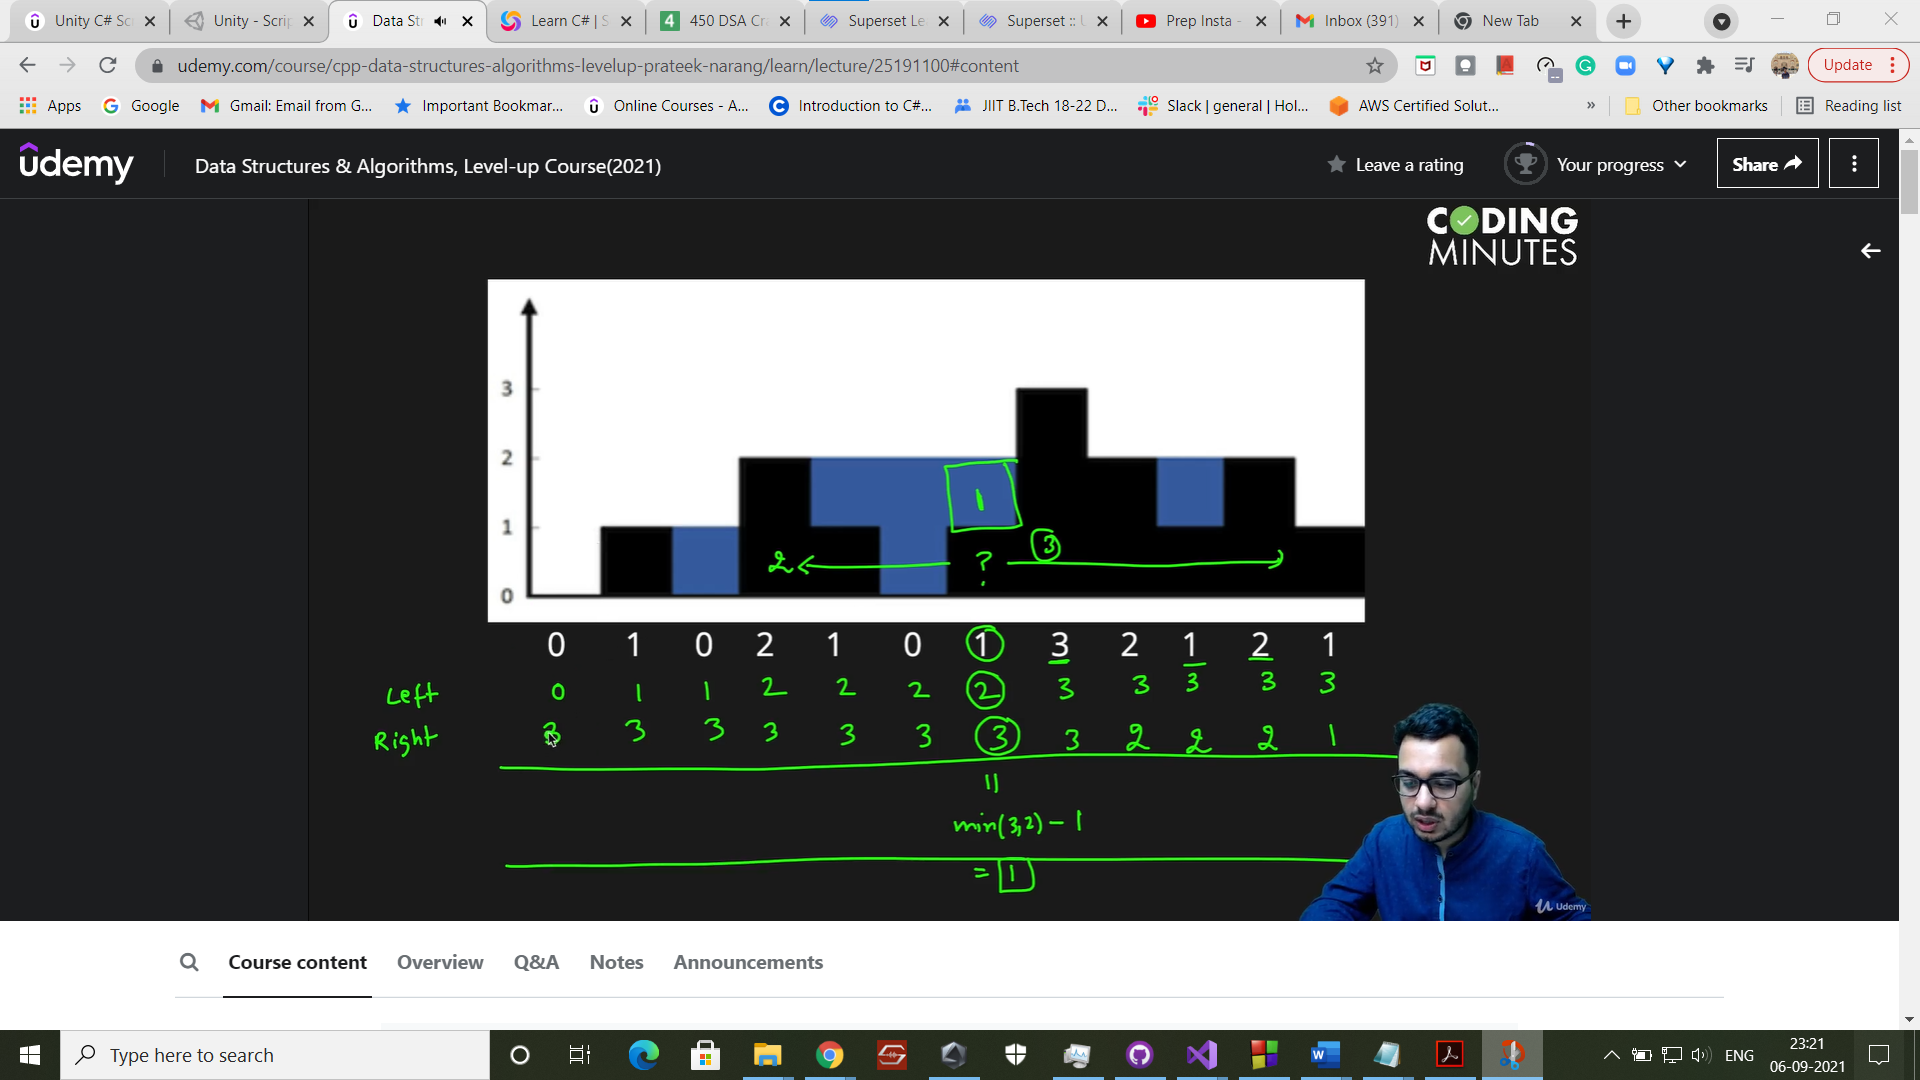 Unity C# Sc
Unity - Scrip
Data Str
Learn C# | S
450 DSA Cra
Superset Le
Superset :: U
Prep Insta -
Inbox (391)
New Tab
udemy.com/course/cpp-data-structures-algorithms-levelup-prateek-narang/learn/lecture/25191100#content
Update
Apps
Google
Gmail: Email from G...
Important Bookmar...
Online Courses - A...
Introduction to C#...
JIIT B.Tech 18-22 D...
Slack | general | Hol...
AWS Certified Solut...
»
Other bookmarks
Reading list
ûdemy
Data Structures & Algorithms, Level-up Course(2021)
Leave a rating
Your progress
Share
CODING
MINUTES
3
2
1
0
1
2 ? 3
0 1 0 2 1 0 1 3 2 1 2 1
Left 0 1 1 2 2 2 2 3 3 3 3 3
Right 3 3 3 3 3 3 3 3 2 2 2 1
min(3,2) - 1
= 1
Udemy
Course content
Overview
Q&A
Notes
Announcements
Type here to search
ENG
23:21
06-09-2021